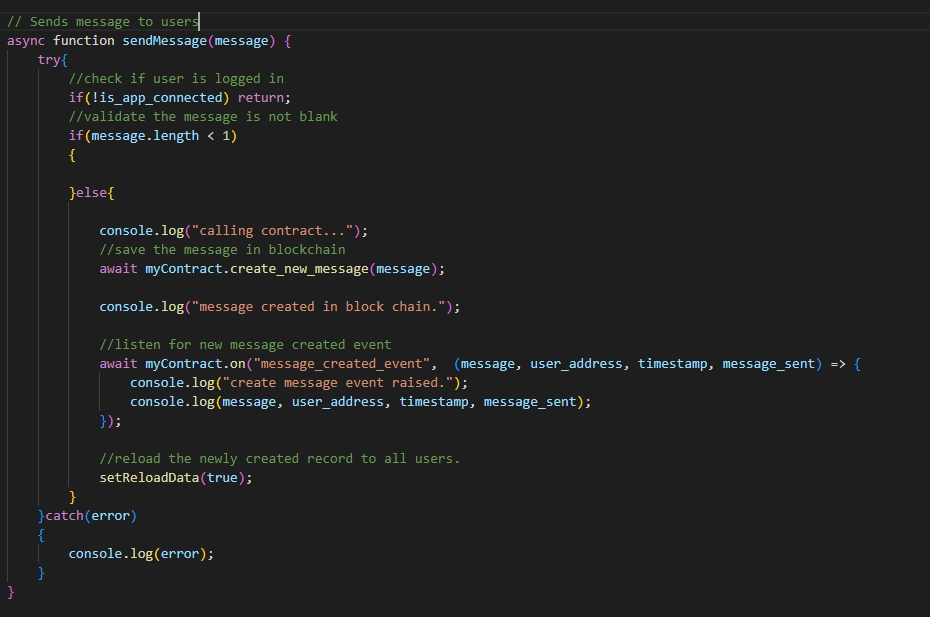 // Sends message to users
async function sendMessage(message) {
try{
//check if user is logged in
if(!is_app_connected) return;
//validate the message is not blank
if(message.length < 1)
{
}else{
console.log("calling contract...");
//save the message in blockchain
await myContract.create_new_message(message);
console.log("message created in block chain.");
//listen for new message created event
await myContract.on("message_created_event",  (message, user_address, timestamp, message_sent) => {
console.log("create message event raised.");
console.log(message, user_address, timestamp, message_sent);
});
//reload the newly created record to all users.
setReloadData(true);
}
}catch(error)
{
console.log(error);
}
}